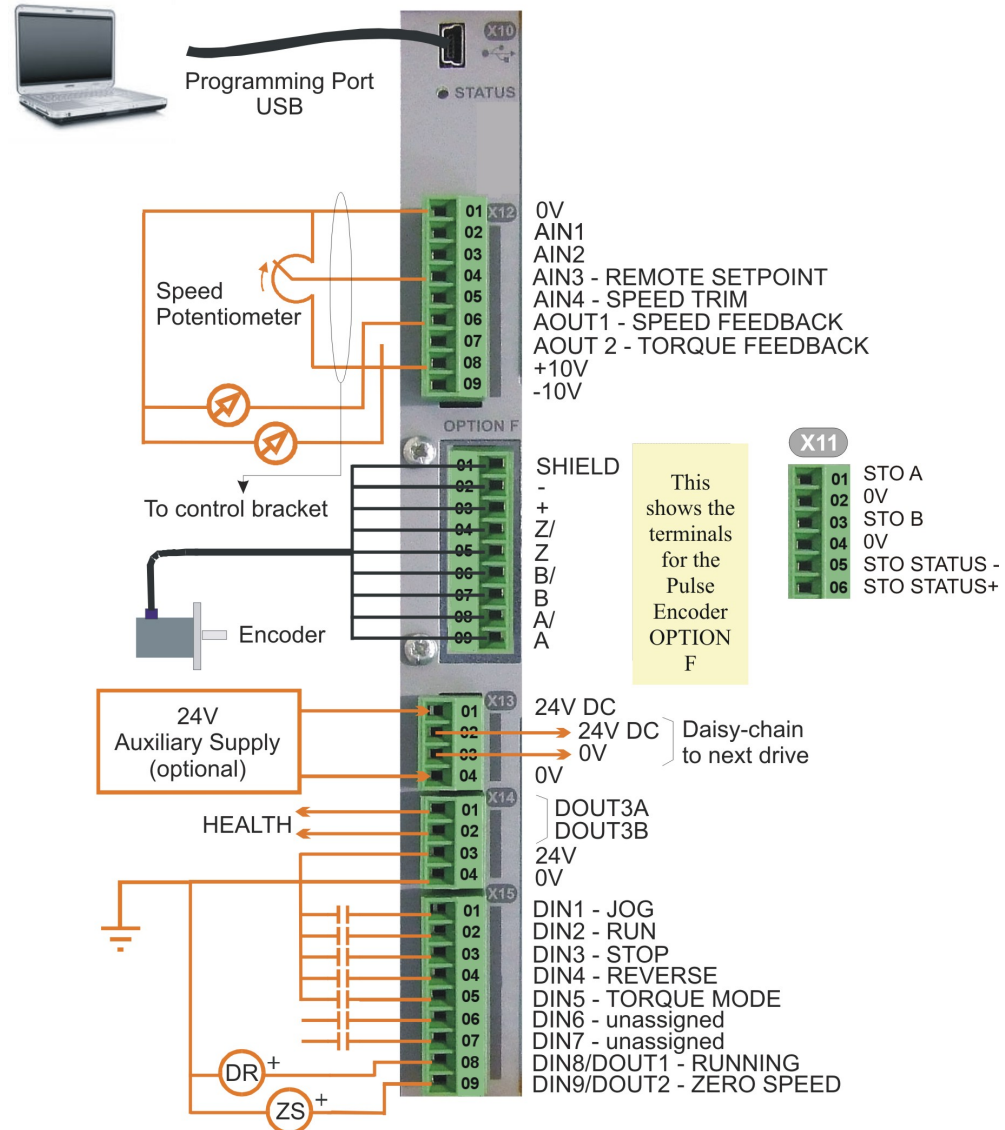 X10
Programming Port
USB
STATUS
X12
01 0V
02 AIN1
03 AIN2
04 AIN3 - REMOTE SETPOINT
05 AIN4 - SPEED TRIM
06 AOUT1 - SPEED FEEDBACK
07 AOUT 2 - TORQUE FEEDBACK
08 +10V
09 -10V
Speed
Potentiometer
OPTION F
To control bracket
01 SHIELD
02 -
03 +
04 Z/
05 Z
06 B/
07 B
08 A/
09 A
Encoder
This
shows the
terminals
for the
Pulse
Encoder
OPTION
F
X11
01 STO A
02 0V
03 STO B
04 0V
05 STO STATUS -
06 STO STATUS+
24V
Auxiliary Supply
(optional)
X13
01 24V DC
02 24V DC
03 0V
04 0V
Daisy-chain
to next drive
HEALTH
X14
01 DOUT3A
02 DOUT3B
03 24V
04 0V
X15
01 DIN1 - JOG
02 DIN2 - RUN
03 DIN3 - STOP
04 DIN4 - REVERSE
05 DIN5 - TORQUE MODE
06 DIN6 - unassigned
07 DIN7 - unassigned
08 DIN8/DOUT1 - RUNNING
09 DIN9/DOUT2 - ZERO SPEED
DR +
ZS +